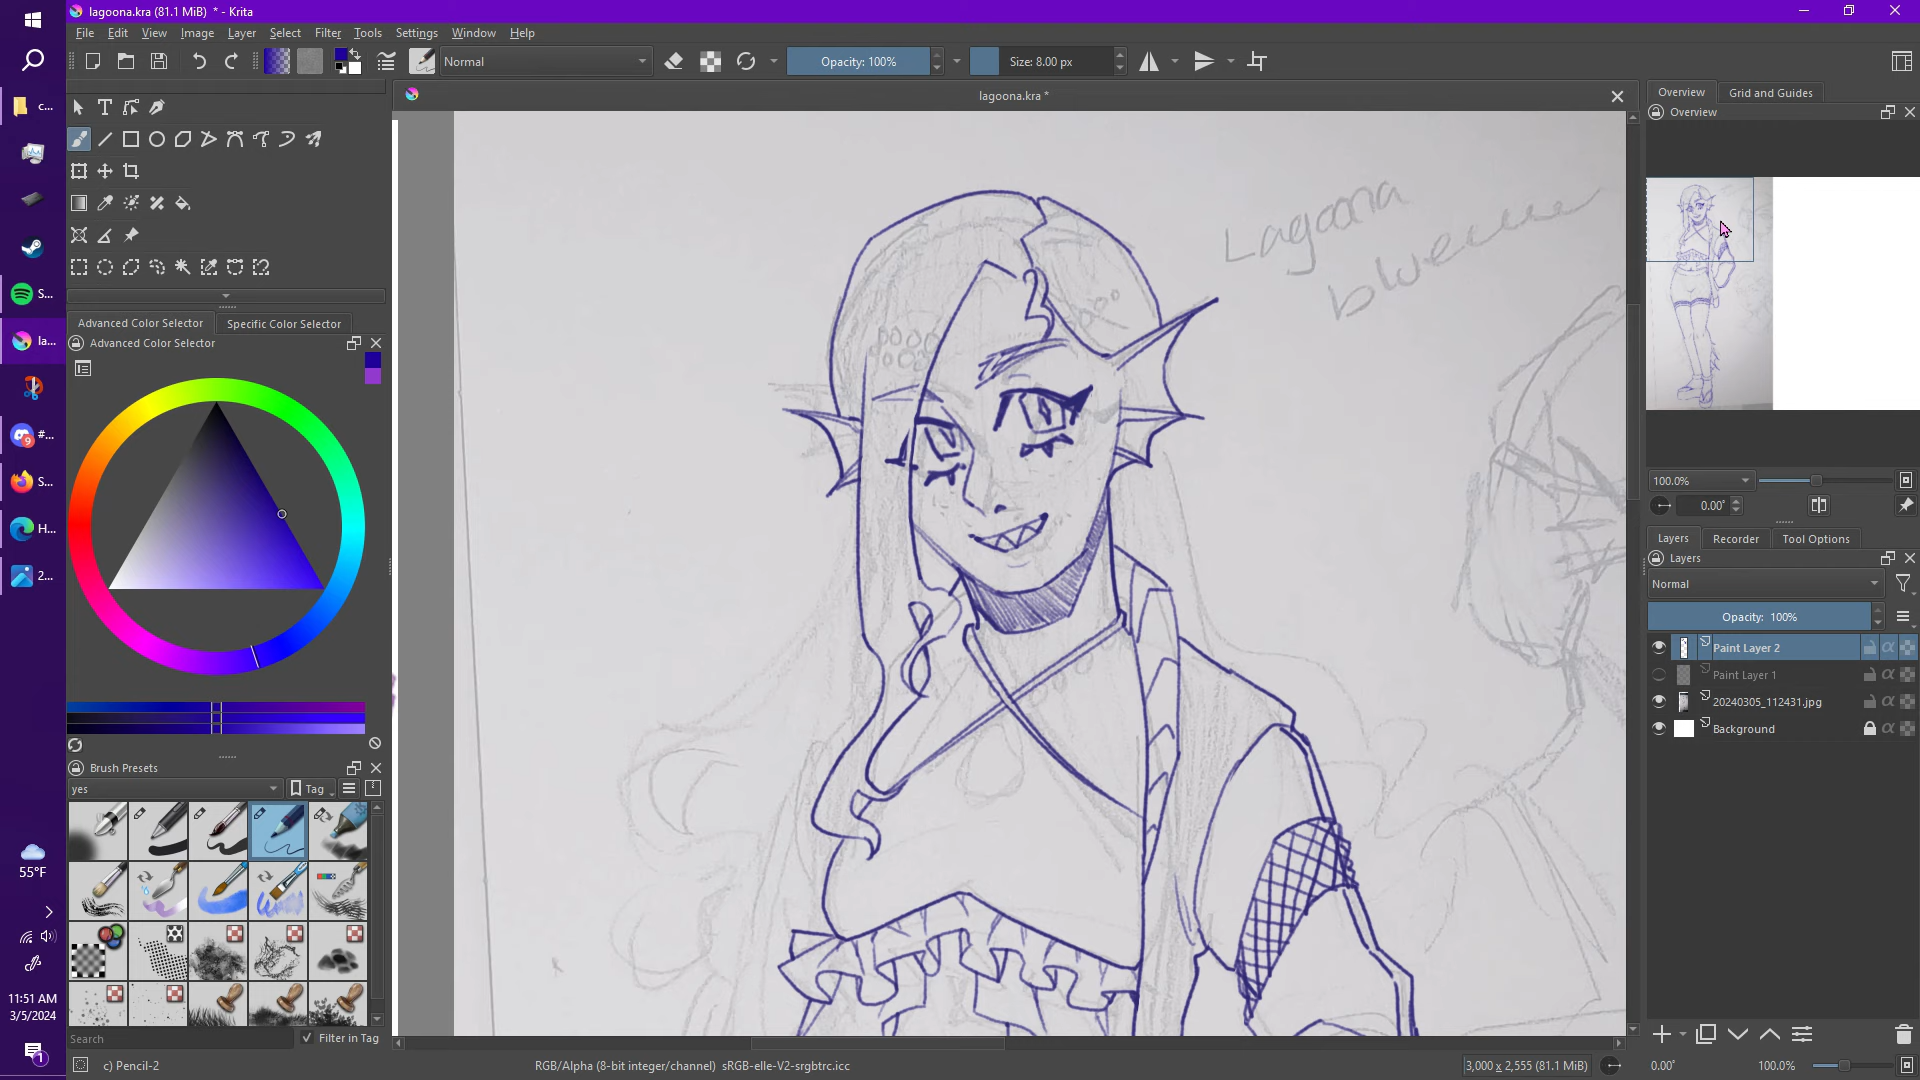 lagoona.kra (81.1 MiB) * - Krita
File Edit View Image Layer Select Filter Tools Settings Window Help
Normal
Opacity: 100%
Size: 8.00 px
lagoona.kra *
Overview Grid and Guides
Overview
Lagoona
blueeeee
Advanced Color Selector Specific Color Selector
Advanced Color Selector
100.0%
0.00°
Layers Recorder Tool Options
Layers
Normal
Opacity: 100%
Paint Layer 2
Paint Layer 1
20240305_112431.jpg
Background
Brush Presets
yes
Tag
Search
Filter in Tag
c) Pencil-2
RGB/Alpha (8-bit integer/channel) sRGB-elle-V2-srgbtrc.icc
3,000 x 2,555 (81.1 MiB)
0.00°
100.0%
c...
S...
la...
#...
9
S...
H...
2...
55°F
11:51 AM
3/5/2024
1